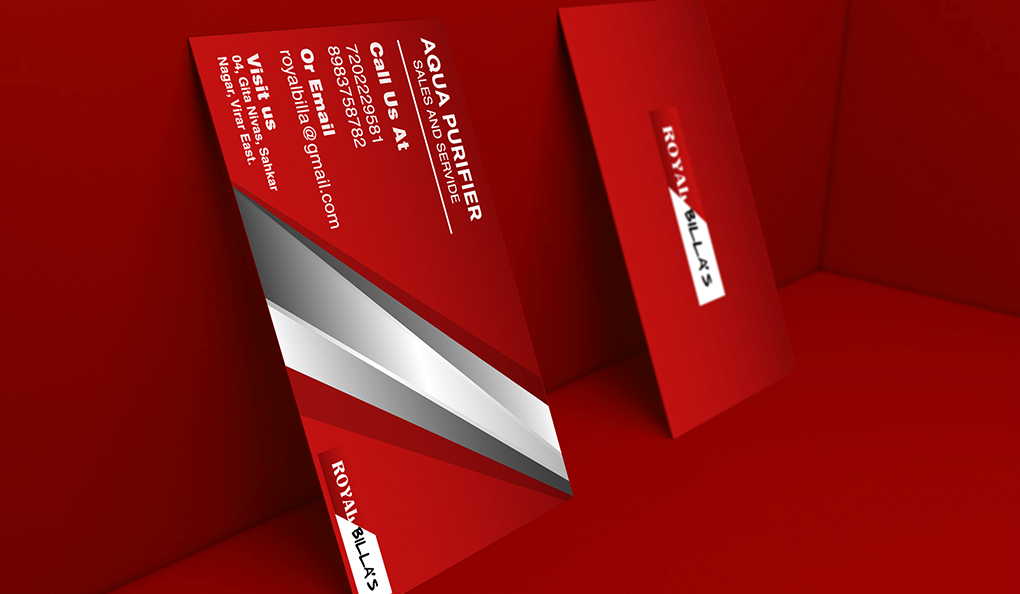 AQUA PURIFIER
SALES AND SERVIDE
Call Us At
7202229581
8983758782
Or Email
royalbilla@gmail.com
Visit us
04, Gita Nivas, Sahkar
Nagar, Virar East.
ROYAL
BILLA'S
ROYAL
BILLA'S